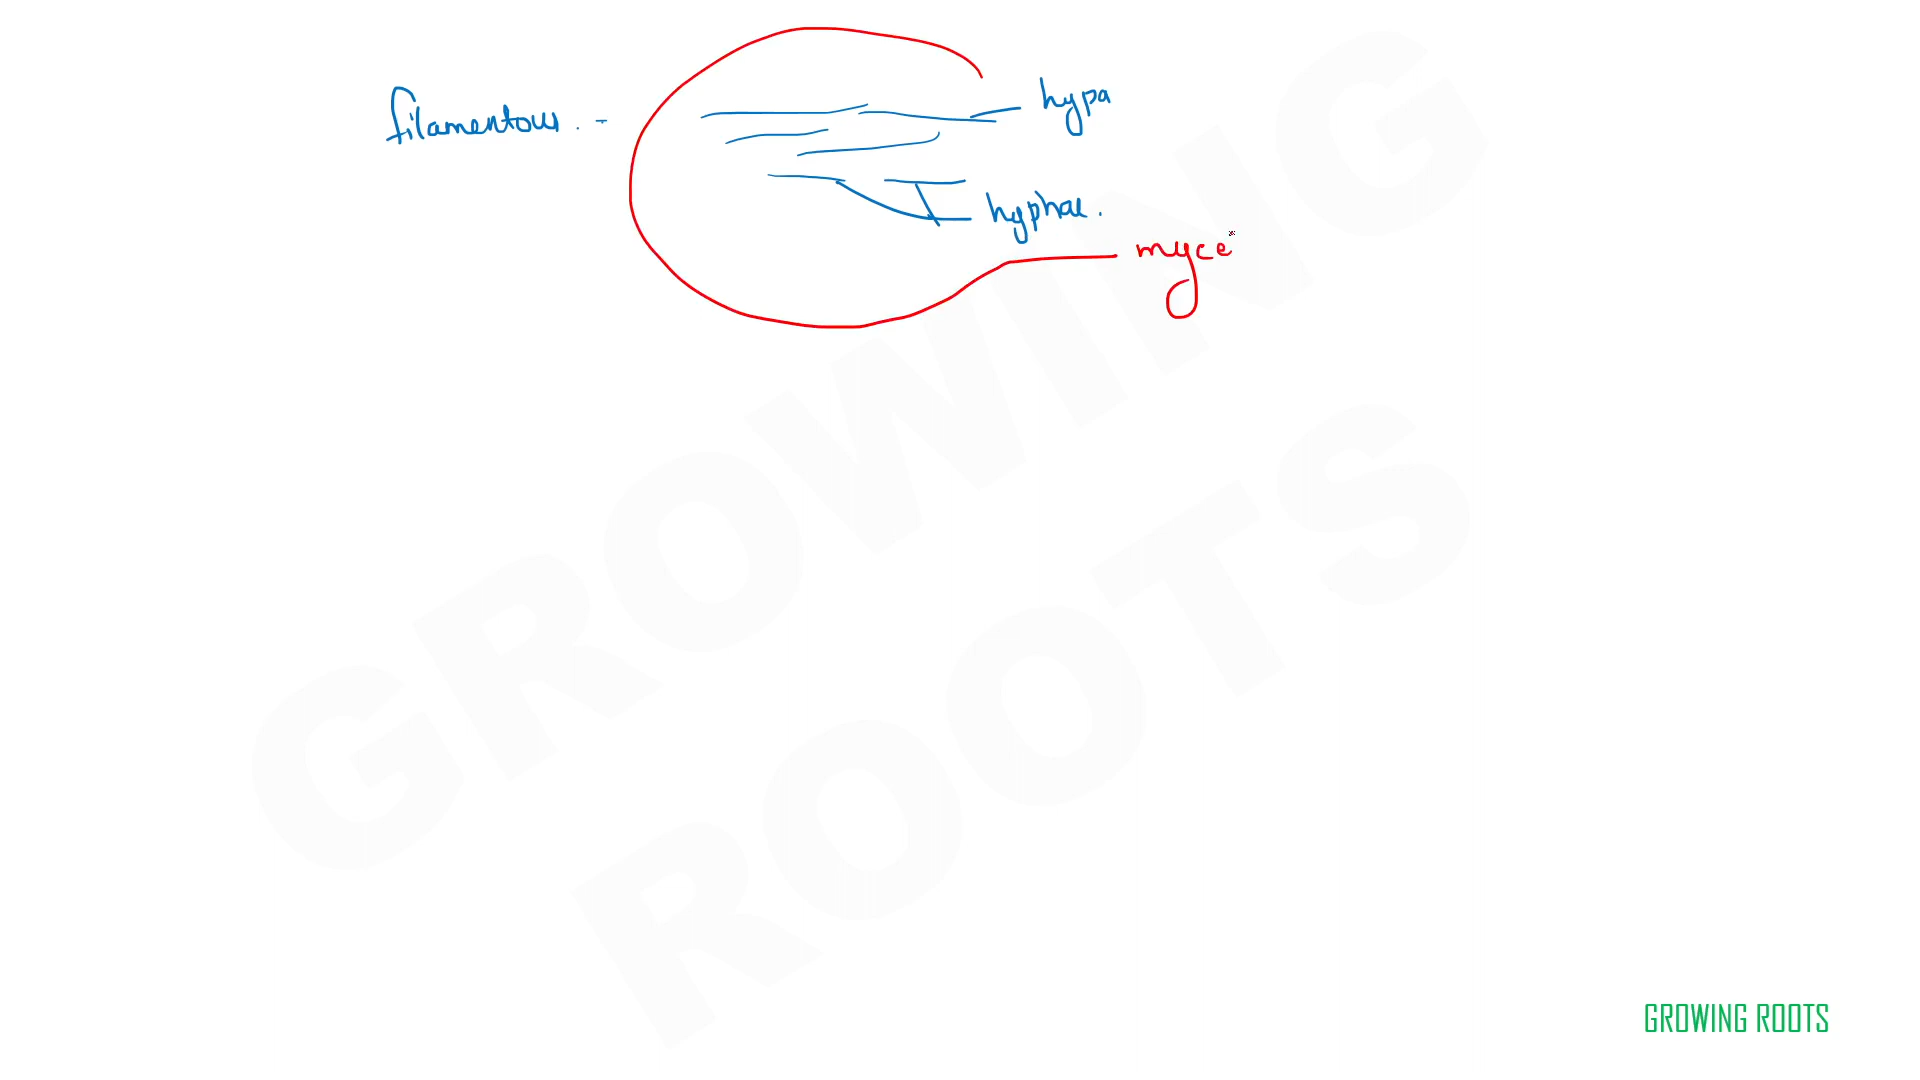 filamentous. -
hypa
hyphae.
myce
GROWING
ROOTS
GROWING ROOTS